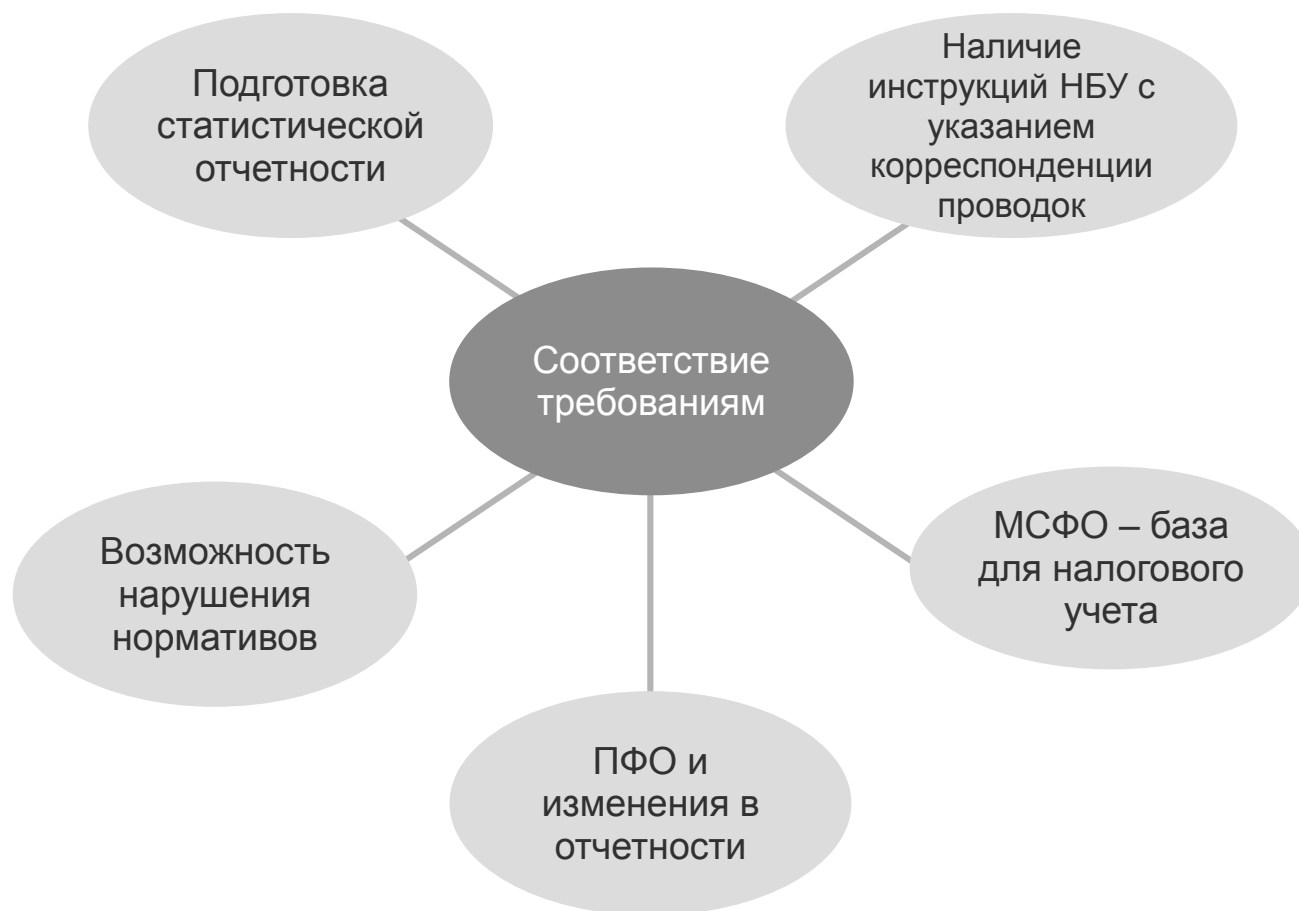 Подготовка
статистической
отчетности
Наличие
инструкций НБУ с
указанием
корреспонденции
проводок
Соответствие
требованиям
Возможность
нарушения
нормативов
МСФО – база
для налогового
учета
ПФО и
изменения в
отчетности